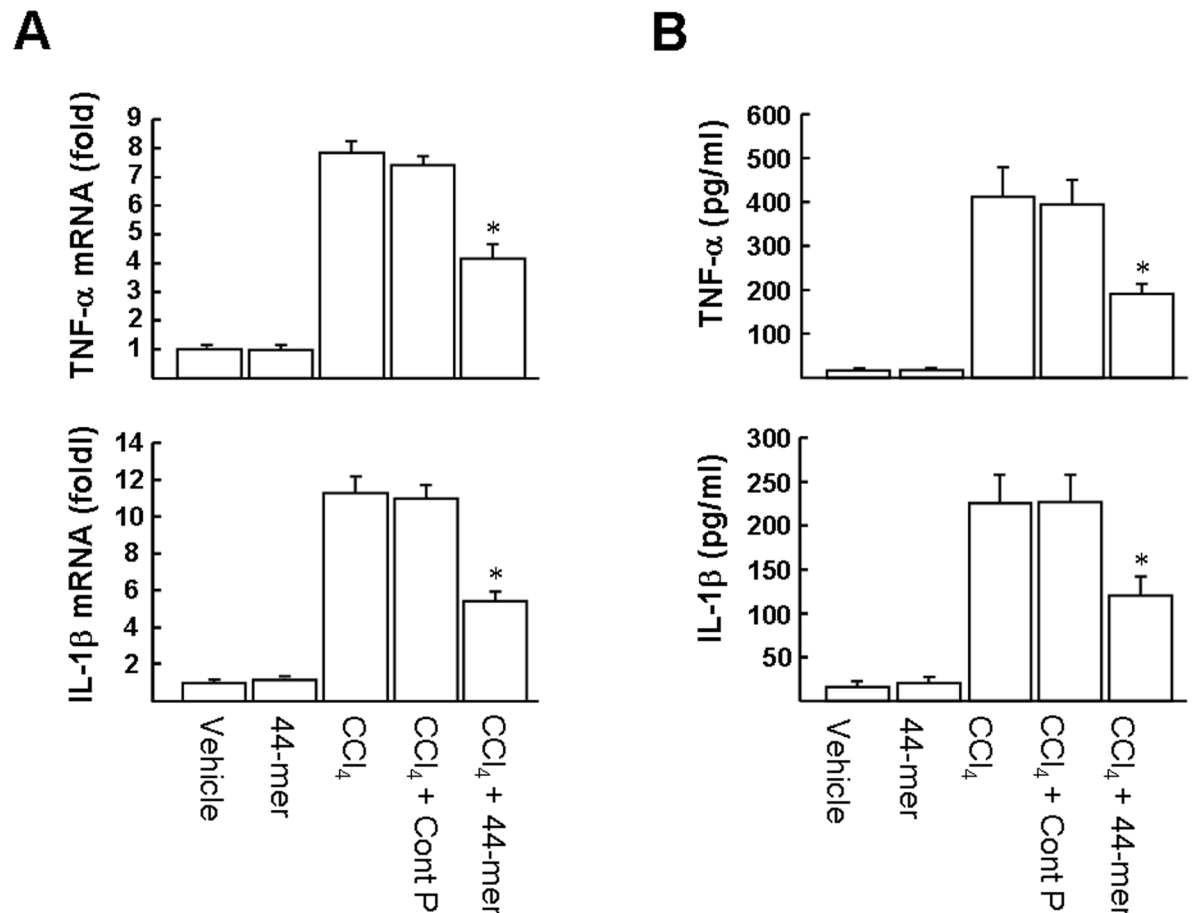 A
TNF-α mRNA (fold)
9
8
7
6
5
4
3
2
1
*
IL-1β mRNA (foldl)
14
12
10
8
6
4
2
*
Vehicle
44-mer
CCl₄
CCl₄ + Cont P
CCl₄ + 44-mer
B
TNF-α (pg/ml)
600
500
400
300
200
100
*
IL-1β (pg/ml)
300
250
200
150
100
50
*
Vehicle
44-mer
CCl₄
CCl₄ + Cont P
CCl₄ + 44-mer